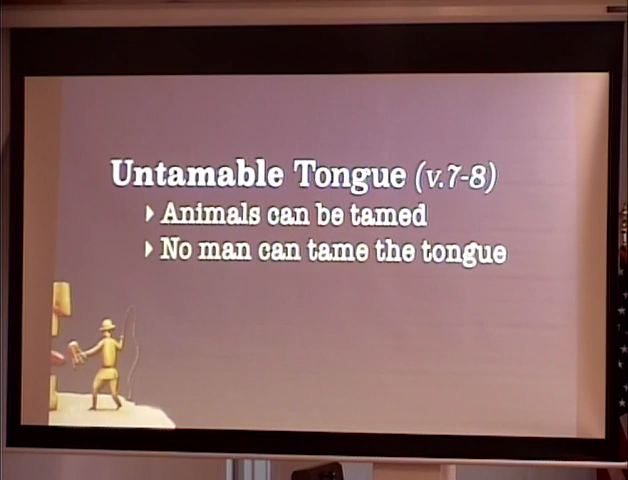 Untamable Tongue (v.7-8)
Animals can be tamed
No man can tame the tongue